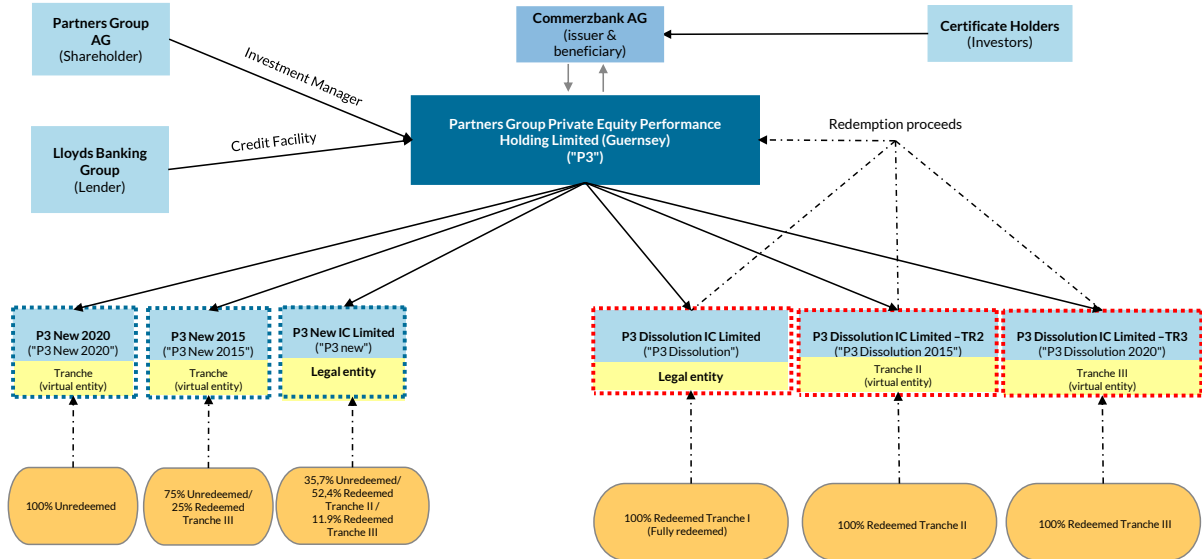 Partners Group
AG
(Shareholder)
Commerzbank AG
(issuer &
beneficiary)
Certificate Holders
(Investors)
Investment Manager
Partners Group Private Equity Performance
Holding Limited (Guernsey)
("P3")
Redemption proceeds
Lloyds Banking
Group
(Lender)
Credit Facility
P3 New 2020
("P3 New 2020")
Tranche
(virtual entity)
P3 New 2015
("P3 New 2015")
Tranche
(virtual entity)
P3 New IC Limited
("P3 new")
Legal entity
P3 Dissolution IC Limited
("P3 Dissolution")
Legal entity
P3 Dissolution IC Limited –TR2
("P3 Dissolution 2015")
Tranche II
(virtual entity)
P3 Dissolution IC Limited –TR3
("P3 Dissolution 2020")
Tranche III
(virtual entity)
100% Unredeemed
75% Unredeemed/
25% Redeemed
Tranche III
35,7% Unredeemed/
52,4% Redeemed
Tranche II /
11.9% Redeemed
Tranche III
100% Redeemed Tranche I
(Fully redeemed)
100% Redeemed Tranche II
100% Redeemed Tranche III